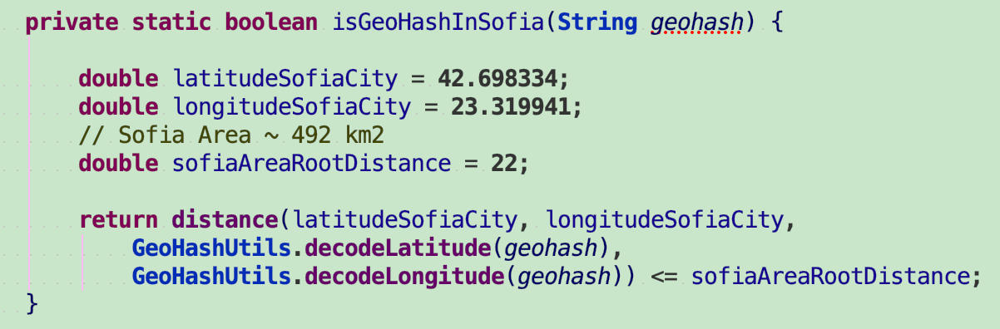 private static boolean isGeoHashInSofia(String geohash) {
double latitudeSofiaCity = 42.698334;
double longitudeSofiaCity = 23.319941;
// Sofia Area ~ 492 km2
double sofiaAreaRootDistance = 22;
return distance(latitudeSofiaCity, longitudeSofiaCity,
GeoHashUtils.decodeLatitude(geohash),
GeoHashUtils.decodeLongitude(geohash)) <= sofiaAreaRootDistance;
}